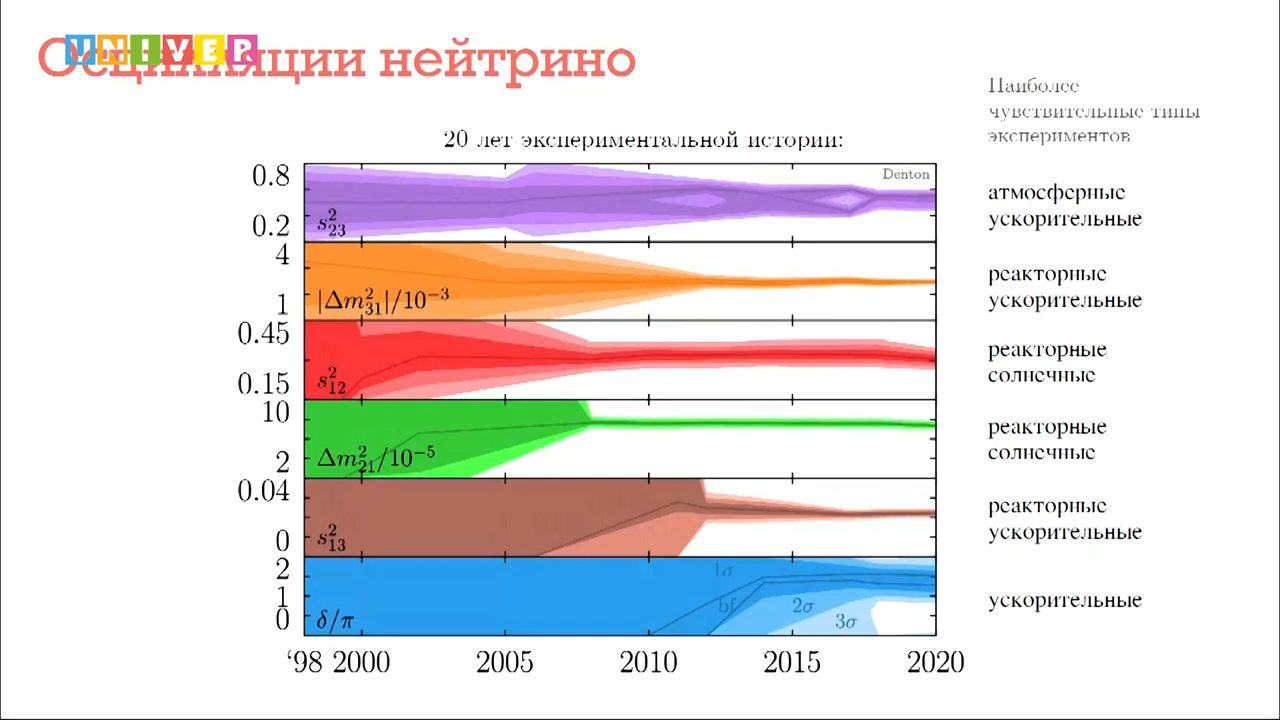 Осцилляции нейтрино
UNIVER
Наиболее
чувствительные типы
экспериментов
20 лет экспериментальной истории:
Denton
0.8
0.2
s²₂₃
атмосферные
ускорительные
4
1
|Δm²₃₁|/10⁻³
реакторные
ускорительные
0.45
0.15
s²₁₂
реакторные
солнечные
10
2
Δm²₂₁/10⁻⁵
реакторные
солнечные
0.04
0
s²₁₃
реакторные
ускорительные
2
1
0
δ/π
1σ
bf
2σ
3σ
ускорительные
‘98 2000 2005 2010 2015 2020